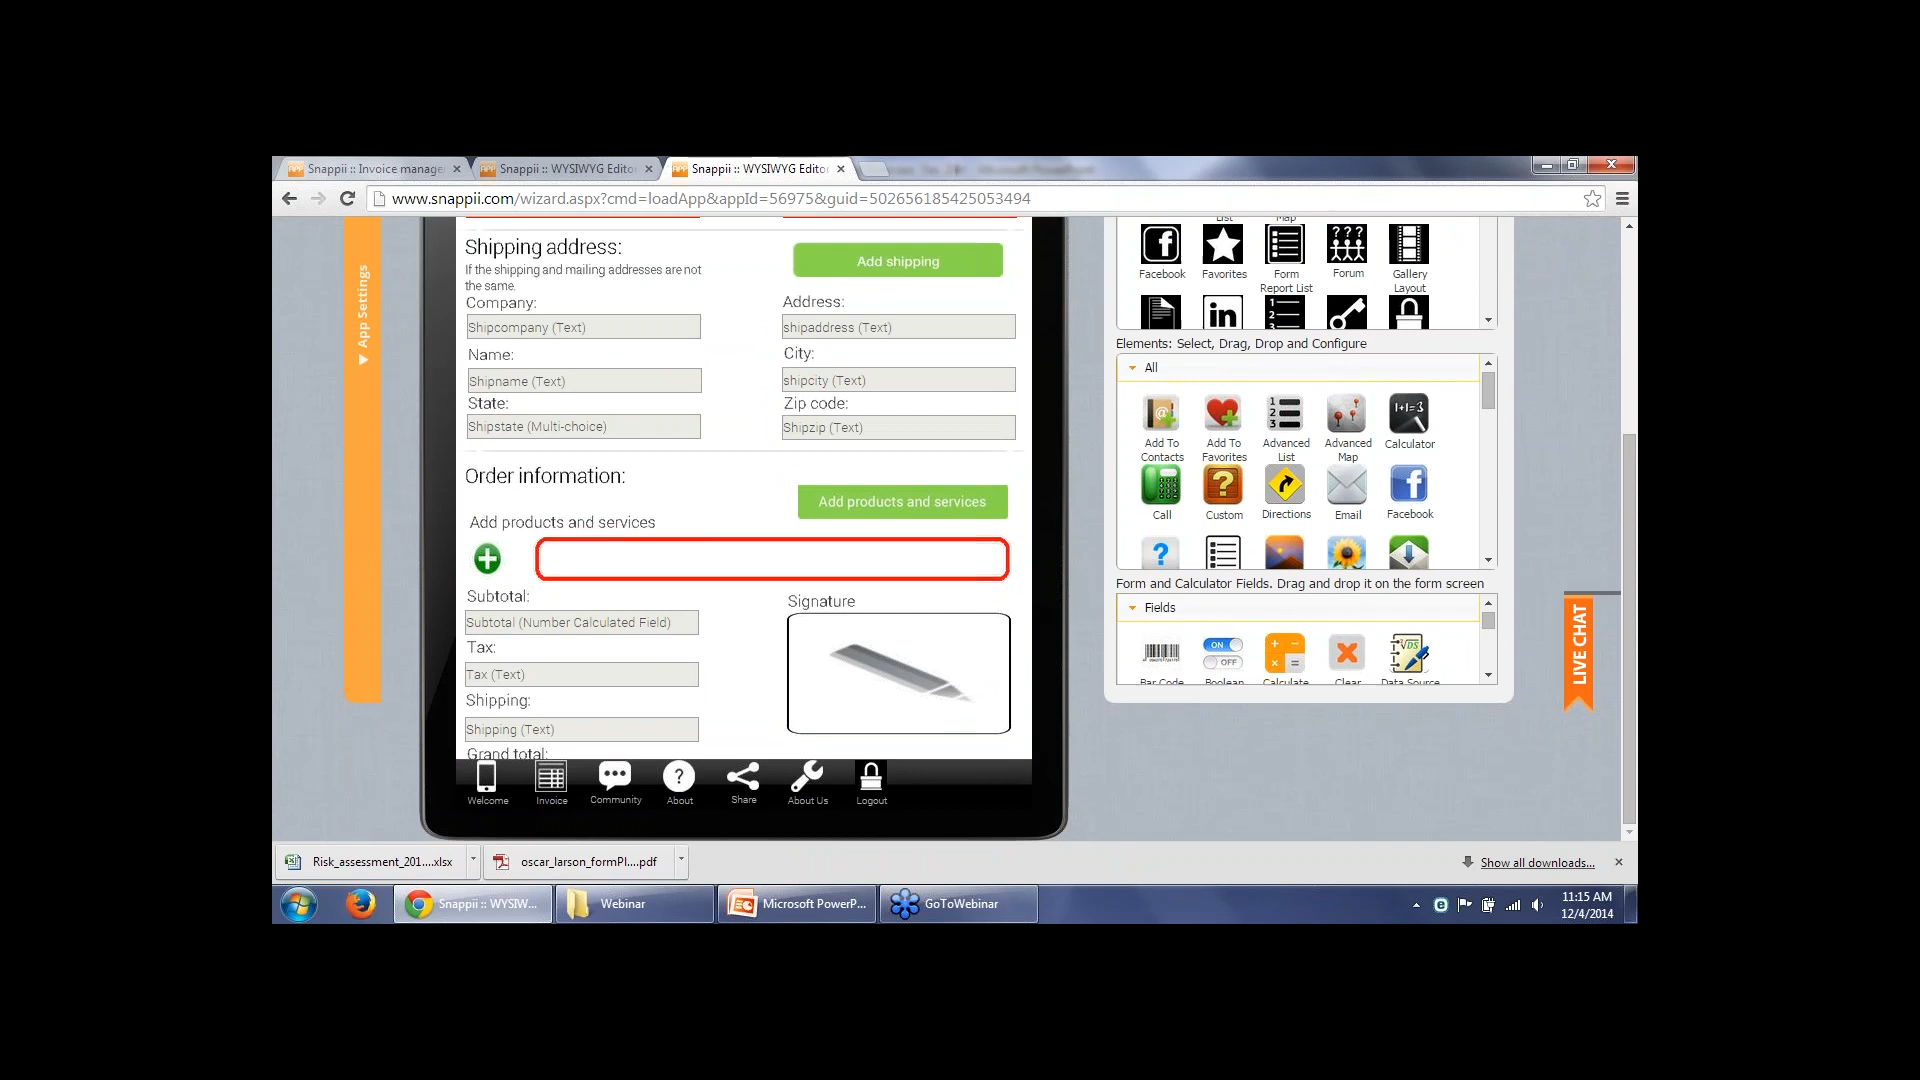 Snappii :: Invoice manage
Snappii :: WYSIWYG Edito
Snappii :: WYSIWYG Edito
www.snappii.com/wizard.aspx?cmd=loadApp&appId=56975&guid=502656185425053494
App Settings
Shipping address:
Add shipping
If the shipping and mailing addresses are not
the same.
Company:
Address:
Shipcompany (Text)
shipaddress (Text)
Name:
City:
Shipname (Text)
shipcity (Text)
State:
Zip code:
Shipstate (Multi-choice)
Shipzip (Text)
Order information:
Add products and services
Add products and services
Subtotal:
Signature
Subtotal (Number Calculated Field)
Tax:
Tax (Text)
Shipping:
Shipping (Text)
Grand total:
Welcome
Invoice
Community
About
Share
About Us
Logout
List
Map
Facebook
Favorites
Form
Report List
Forum
Gallery
Layout
Elements: Select, Drag, Drop and Configure
All
Add To
Contacts
Add To
Favorites
Advanced
List
Advanced
Map
1+1=3
Calculator
Call
Custom
Directions
Email
Facebook
Form and Calculator Fields. Drag and drop it on the form screen
Fields
ON
OFF
Bar Code
Boolean
Calculate
Clear
Data Source
LIVE CHAT
Risk_assessment_201....xlsx
oscar_larson_formPl....pdf
Show all downloads...
Snappii :: WYSIW...
Webinar
Microsoft PowerP...
GoToWebinar
11:15 AM
12/4/2014